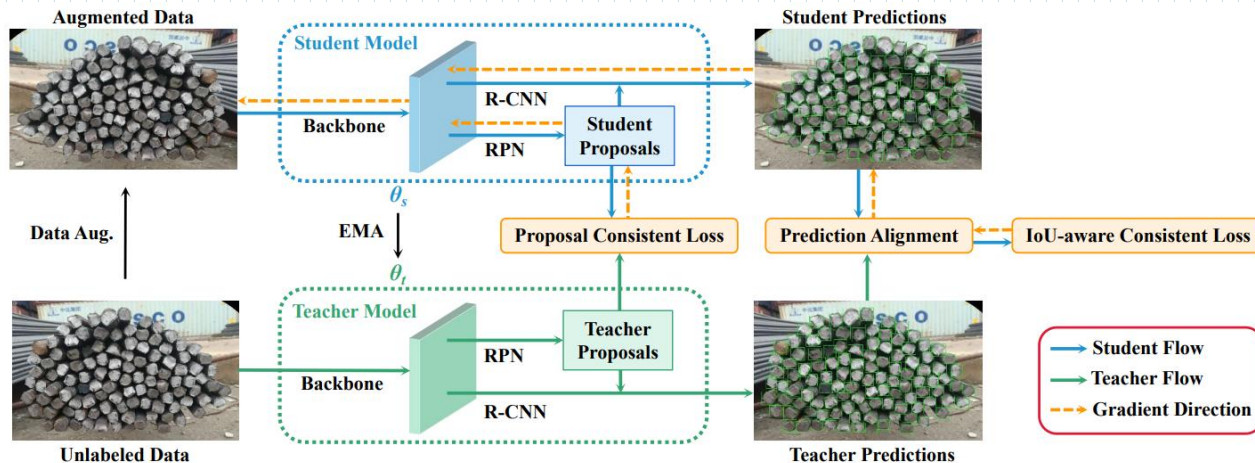 Augmented Data
Student Predictions
Student Model
R-CNN
Backbone
RPN
Student
Proposals
θs
EMA
θt
Data Aug.
Proposal Consistent Loss
Prediction Alignment
IoU-aware Consistent Loss
Teacher Model
RPN
Teacher
Proposals
Backbone
R-CNN
Student Flow
Teacher Flow
Gradient Direction
Unlabeled Data
Teacher Predictions